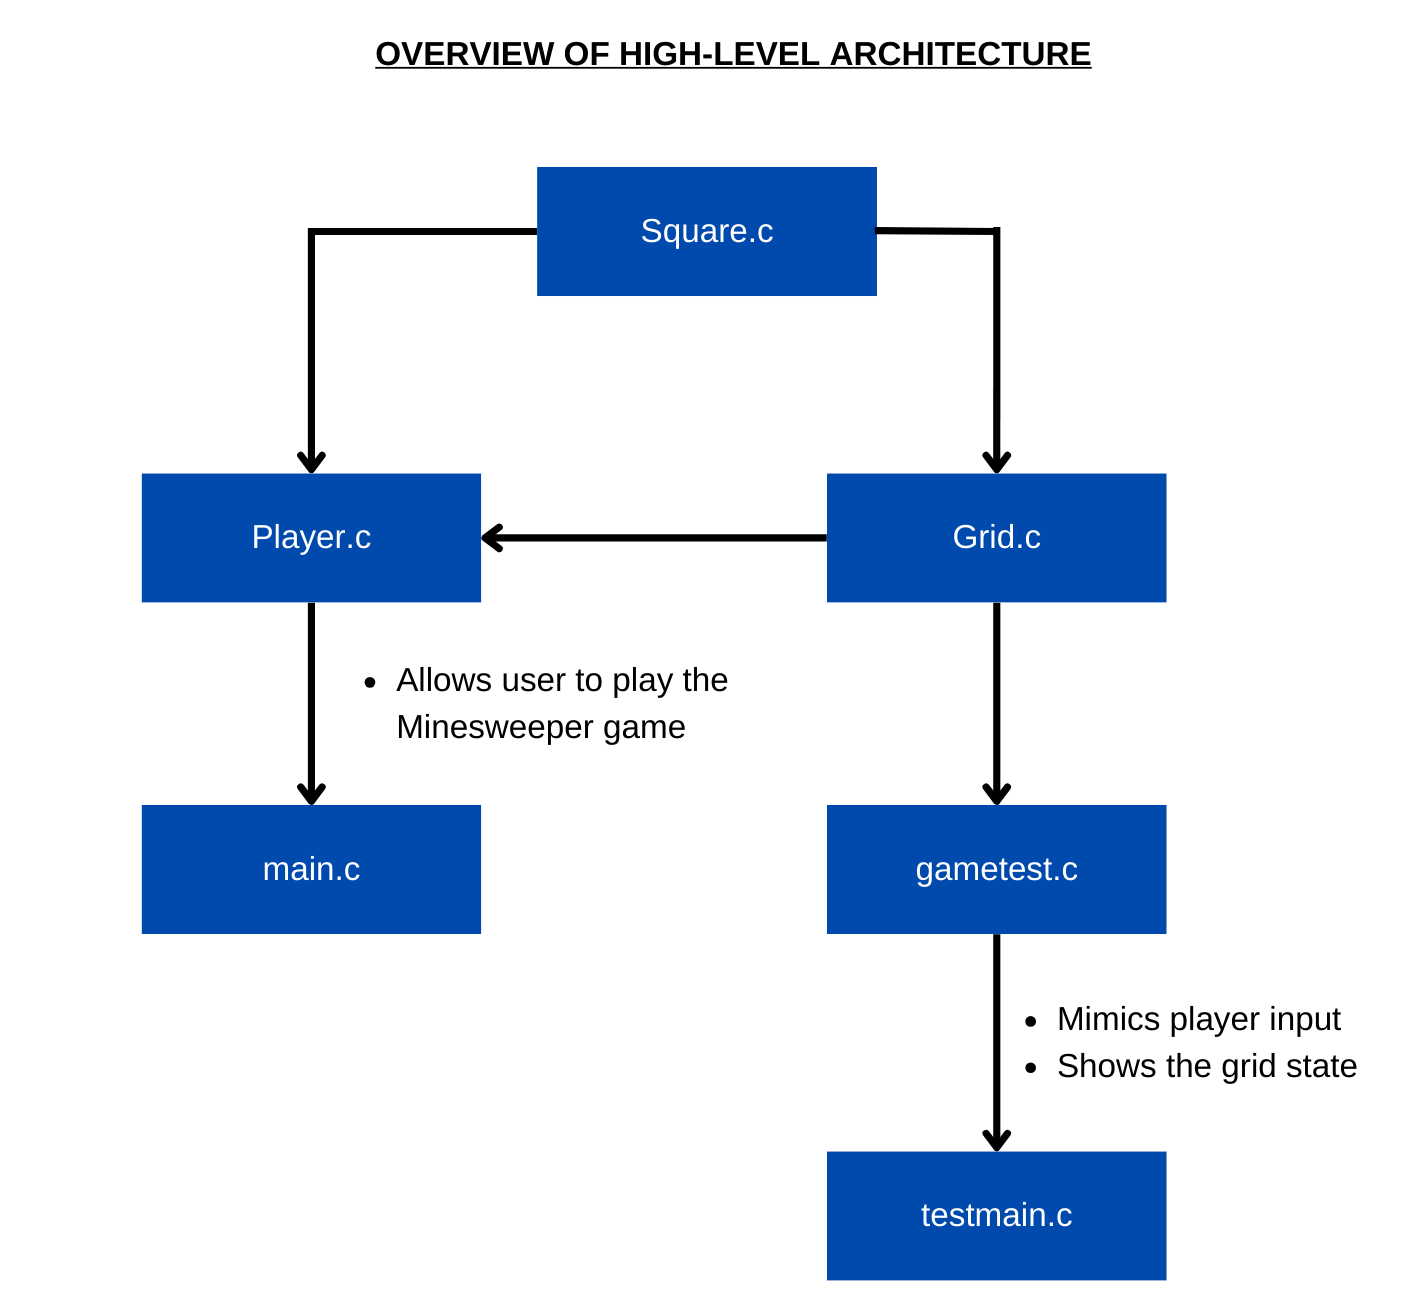 OVERVIEW OF HIGH-LEVEL ARCHITECTURE
Square.c
Player.c
Grid.c
• Allows user to play the
Minesweeper game
main.c
gametest.c
• Mimics player input
• Shows the grid state
testmain.c